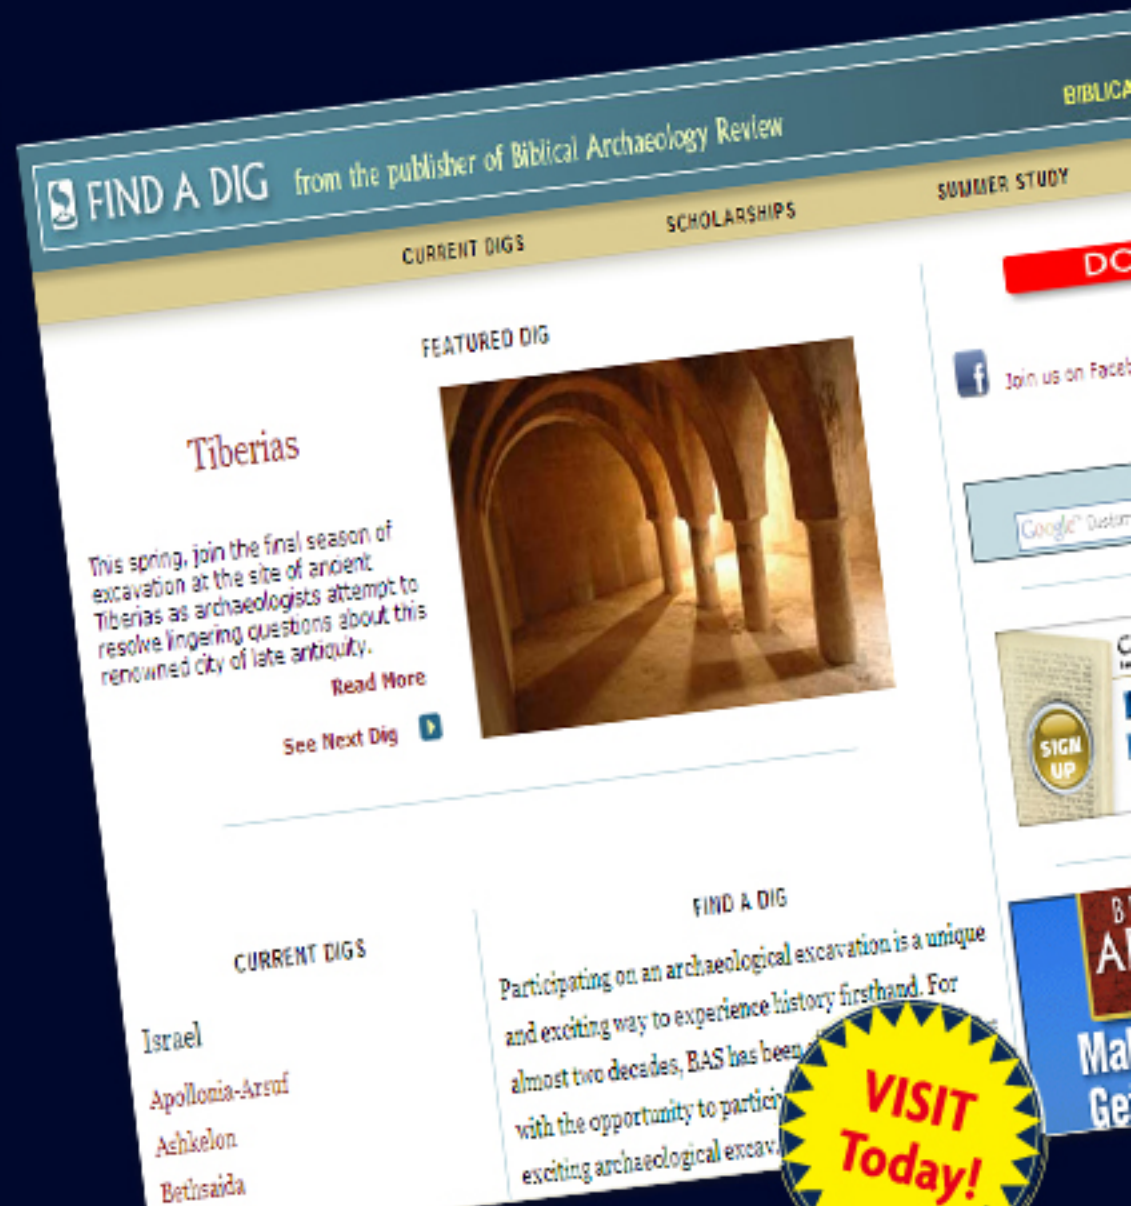 FIND A DIG from the publisher of Biblical Archaeology Review
CURRENT DIGS SCHOLARSHIPS SUMMER STUDY
FEATURED DIG
Tiberias
This spring, join the final season of
excavation at the site of ancient
Tiberias as archaeologists attempt to
resolve lingering questions about this
renowned city of late antiquity.
Read More
See Next Dig
Join us on
Google
SIGN
UP
CURRENT DIGS
Israel
Apollonia-Arsuf
Ashkelon
Bethsaida
FIND A DIG
Participating on an archaeological excavation is a unique
and exciting way to experience history firsthand. For
almost two decades, BAS has been
with the opportunity to
exciting archaeological
VISIT
Today!